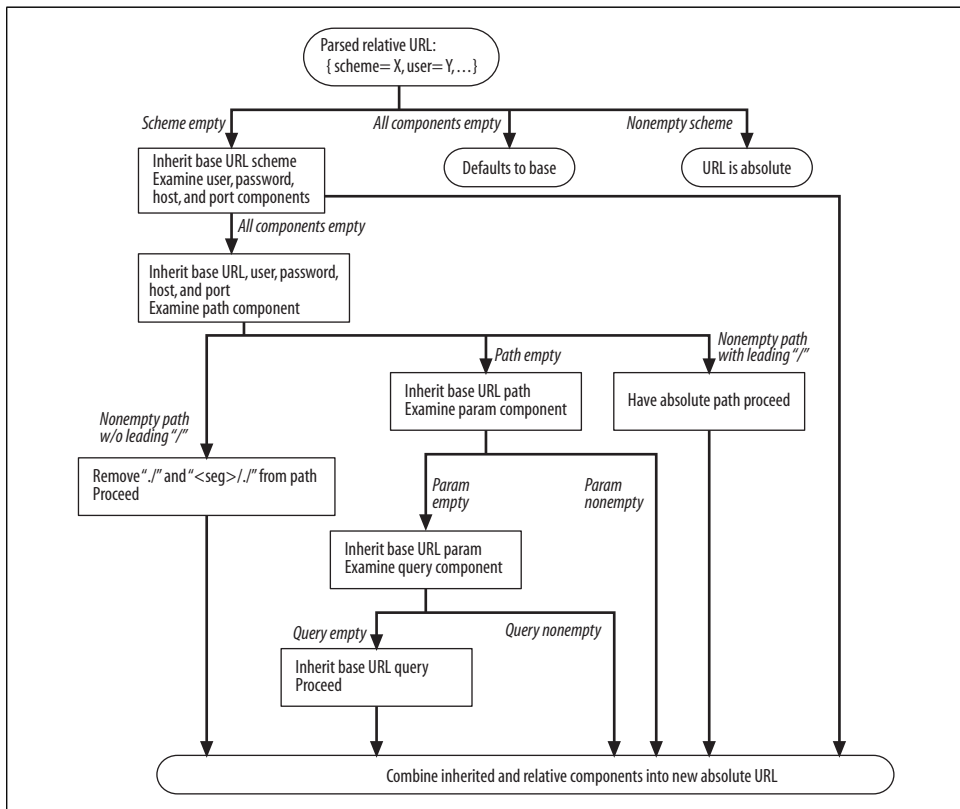 Parsed relative URL:
{ scheme= X, user= Y, … }
Scheme empty
All components empty
Nonempty scheme
Inherit base URL scheme
Examine user, password,
host, and port components
Defaults to base
URL is absolute
All components empty
Inherit base URL, user, password,
host, and port
Examine path component
Nonempty path
with leading “/”
Path empty
Inherit base URL path
Examine param component
Have absolute path proceed
Nonempty path
w/o leading “/”
Remove “./” and “<seg>/./” from path
Proceed
Param
empty
Param
nonempty
Inherit base URL param
Examine query component
Query empty
Query nonempty
Inherit base URL query
Proceed
Combine inherited and relative components into new absolute URL